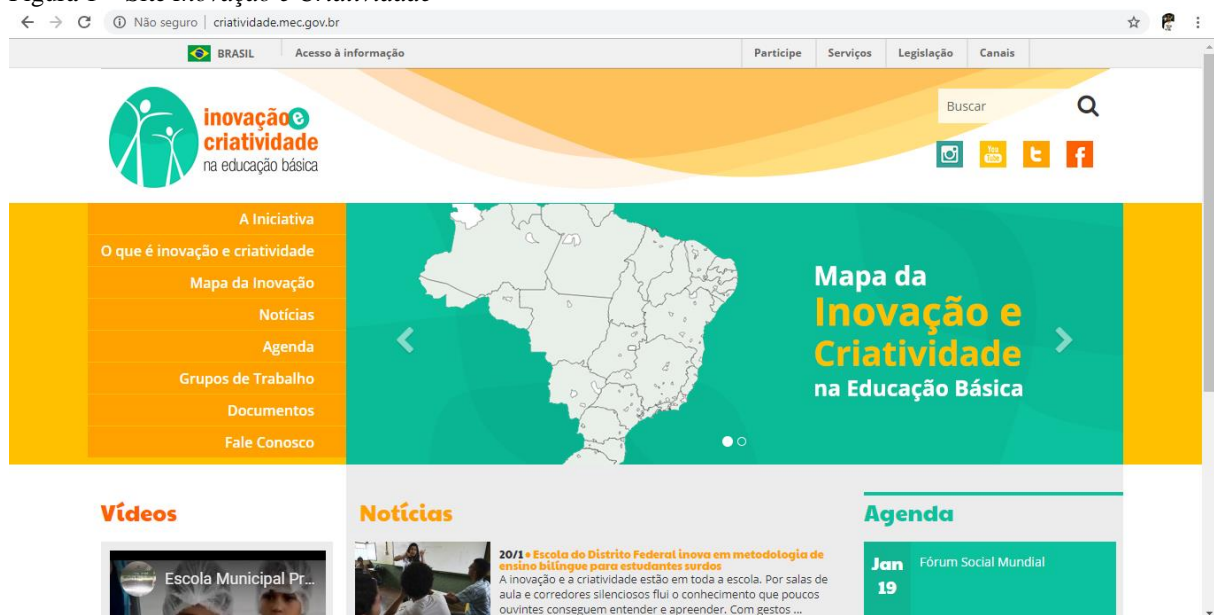 Figura 1 – Site Inovação e Criatividade
Não seguro | criatividade.mec.gov.br
BRASIL Acesso à informação Participe Serviços Legislação Canais
inovação e
criatividade
na educação básica
Buscar
You
Tube
A Iniciativa
O que é inovação e criatividade
Mapa da Inovação
Notícias
Agenda
Grupos de Trabalho
Documentos
Fale Conosco
Mapa da
Inovação e
Criatividade
na Educação Básica
Vídeos
Escola Municipal Pr...
Notícias
20/1 • Escola do Distrito Federal inova em metodologia de
ensino bilíngue para estudantes surdos
A inovação e a criatividade estão em toda a escola. Por salas de
aula e corredores silenciosos flui o conhecimento que poucos
ouvintes conseguem entender e apreender. Com gestos ...
Agenda
Jan
19
Fórum Social Mundial